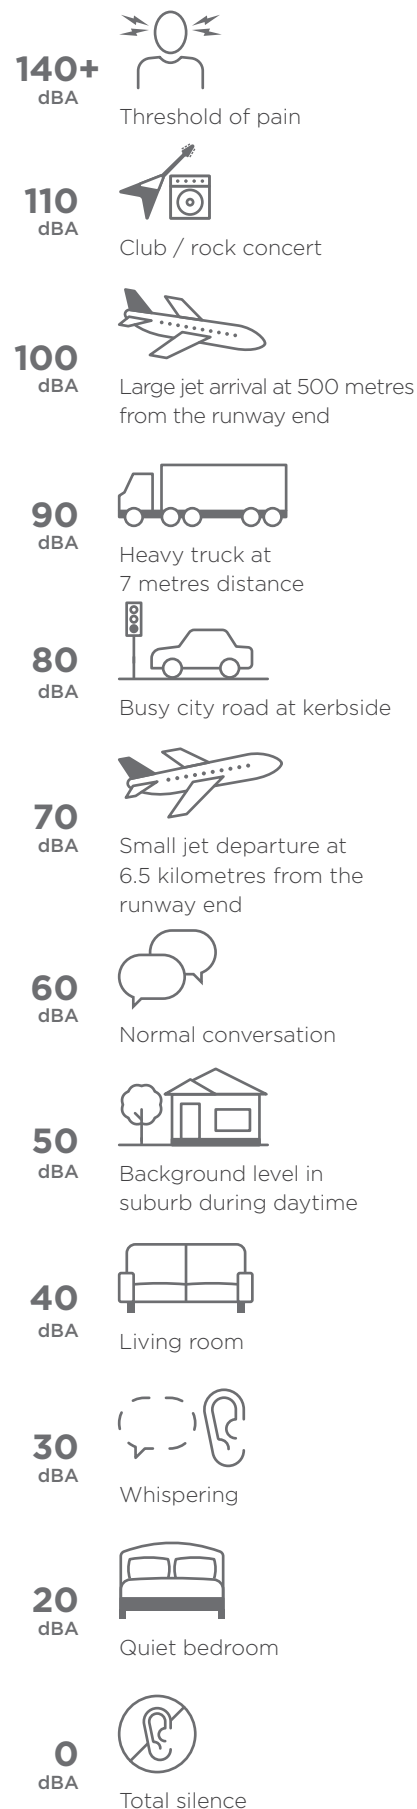 140+
dBA
Threshold of pain
110
dBA
Club / rock concert
100
dBA
Large jet arrival at 500 metres
from the runway end
90
dBA
Heavy truck at
7 metres distance
80
dBA
Busy city road at kerbside
70
dBA
Small jet departure at
6.5 kilometres from the
runway end
60
dBA
Normal conversation
50
dBA
Background level in
suburb during daytime
40
dBA
Living room
30
dBA
Whispering
20
dBA
Quiet bedroom
0
dBA
Total silence